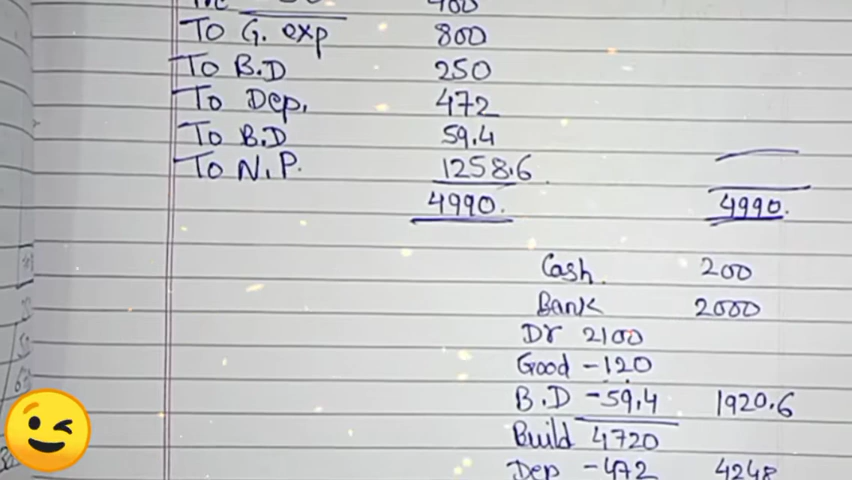 400
To G. exp 800
To B.D 250
To Dep. 472
To B.D 59.4
To N.P. 1258.6
4990. 4990.
Cash. 200
Bank 2000
Dr 2100
Good -120
B.D -59.4 1920.6
Build 4720
Dep -472 4248